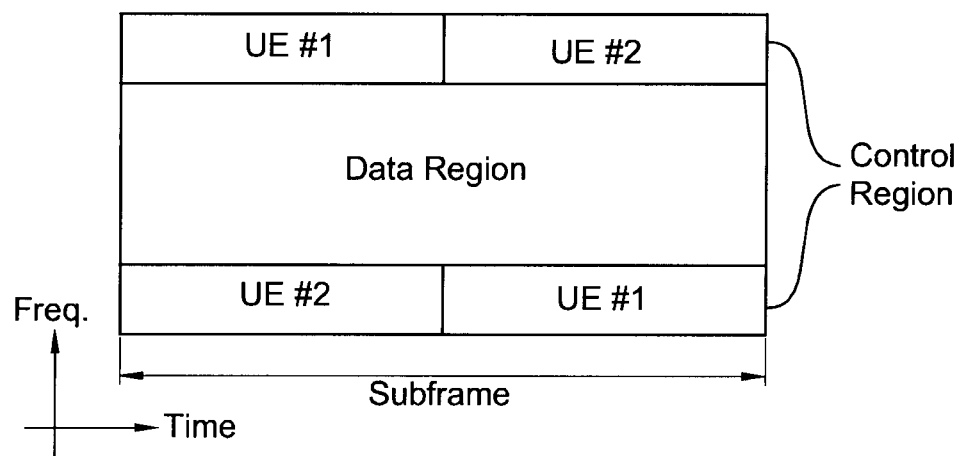 UE #1
UE #2
Data Region
Control
Region
UE #2
UE #1
Freq.
Subframe
Time